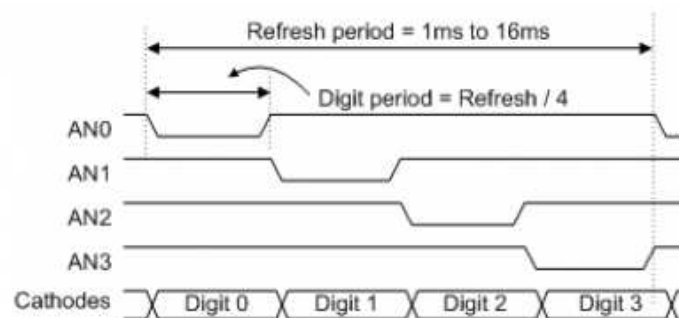 Refresh period = 1ms to 16ms
Digit period = Refresh / 4
AN0
AN1
AN2
AN3
Cathodes Digit 0 Digit 1 Digit 2 Digit 3